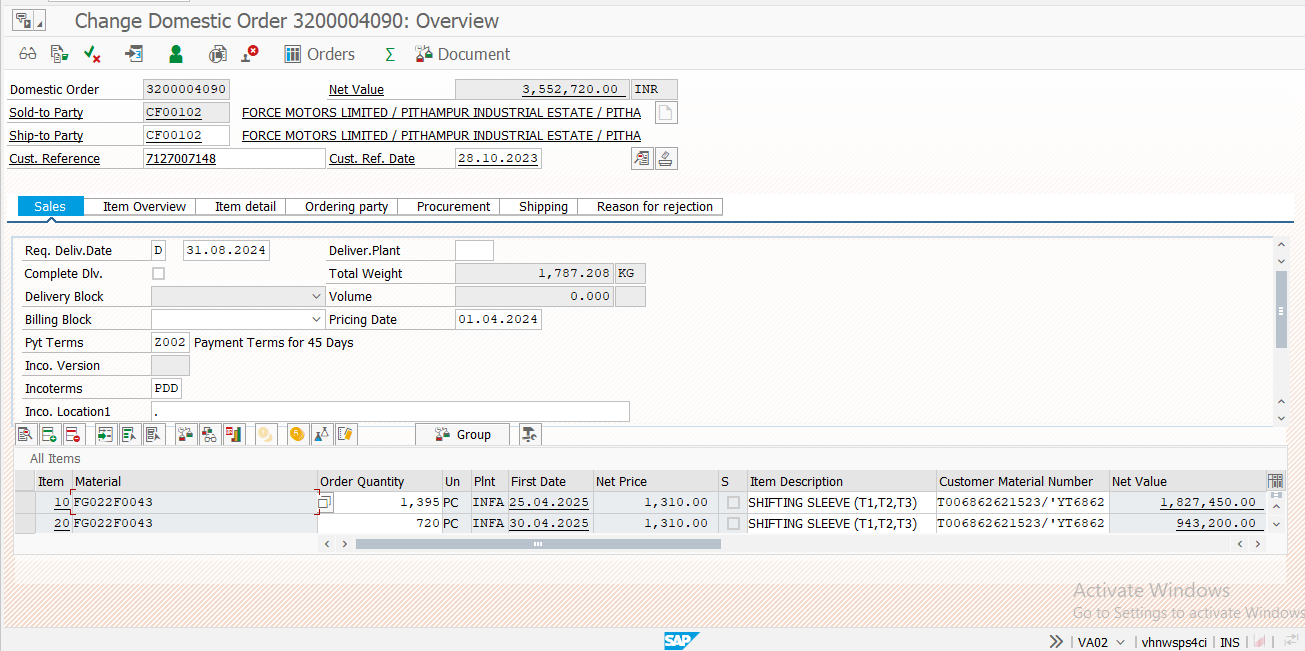 Change Domestic Order 3200004090: Overview
Orders Σ Document
Domestic Order 3200004090 Net Value 3,552,720.00 INR
Sold-to Party CF00102 FORCE MOTORS LIMITED / PITHAMPUR INDUSTRIAL ESTATE / PITHA
Ship-to Party CF00102 FORCE MOTORS LIMITED / PITHAMPUR INDUSTRIAL ESTATE / PITHA
Cust. Reference 7127007148 Cust. Ref. Date 28.10.2023
Sales Item Overview Item detail Ordering party Procurement Shipping Reason for rejection
Req. Deliv.Date D 31.08.2024 Deliver.Plant
Complete Dlv. Total Weight 1,787.208 KG
Delivery Block Volume 0.000
Billing Block Pricing Date 01.04.2024
Pyt Terms Z002 Payment Terms for 45 Days
Inco. Version
Incoterms PDD
Inco. Location1 .
Group
All Items
Item Material Order Quantity Un Plnt First Date Net Price S Item Description Customer Material Number Net Value
10 FG022F0043 1,395 PC INFA 25.04.2025 1,310.00 SHIFTING SLEEVE (T1,T2,T3) T006862621523/'YT6862 1,827,450.00
20 FG022F0043 720 PC INFA 30.04.2025 1,310.00 SHIFTING SLEEVE (T1,T2,T3) T006862621523/'YT6862 943,200.00
Activate Windows
Go to Settings to activate Windows
SAP VA02 vhnwsps4ci INS